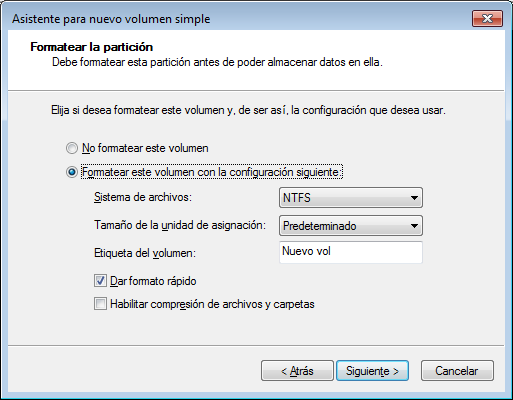 Asistente para nuevo volumen simple
Formatear la partición
Debe formatear esta partición antes de poder almacenar datos en ella.
Elija si desea formatear este volumen y, de ser así, la configuración que desea usar.
No formatear este volumen
Formatear este volumen con la configuración siguiente:
Sistema de archivos: NTFS
Tamaño de la unidad de asignación: Predeterminado
Etiqueta del volumen: Nuevo vol
Dar formato rápido
Habilitar compresión de archivos y carpetas
< Atrás Siguiente > Cancelar